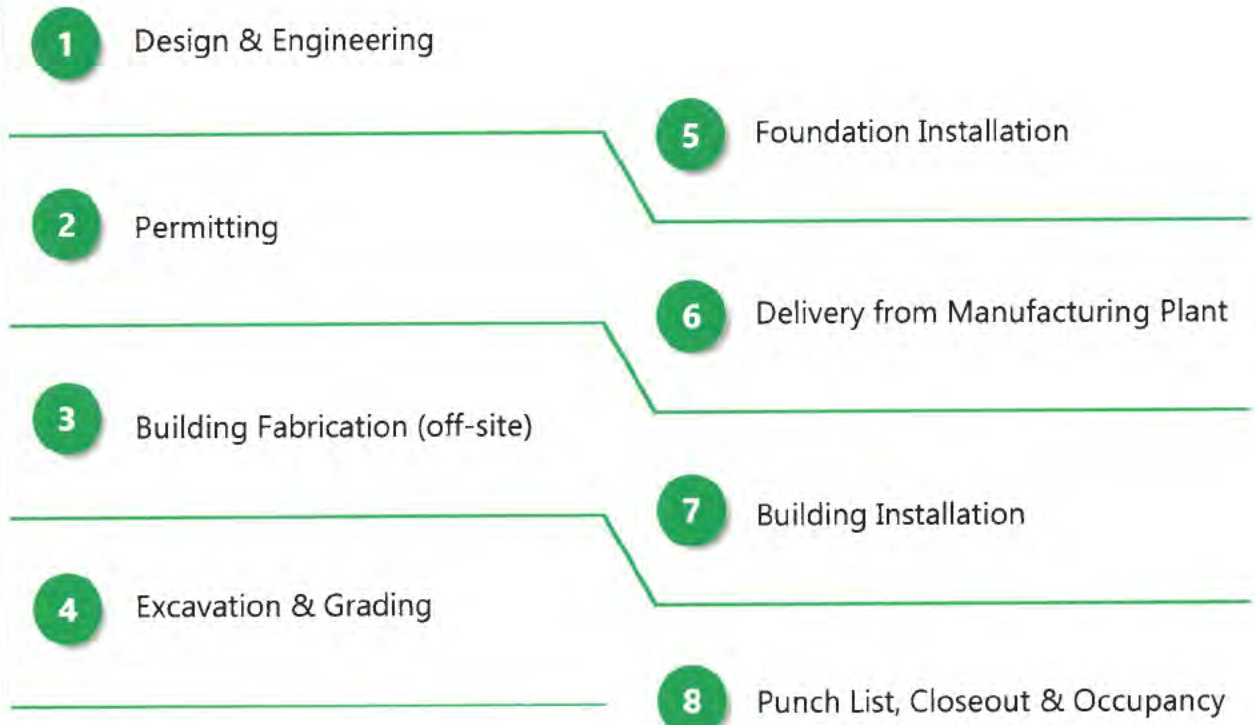 1 Design & Engineering
2 Permitting
3 Building Fabrication (off-site)
4 Excavation & Grading
5 Foundation Installation
6 Delivery from Manufacturing Plant
7 Building Installation
8 Punch List, Closeout & Occupancy